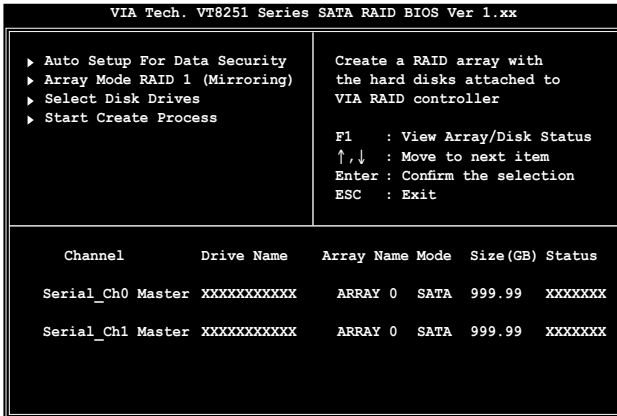 VIA Tech. VT8251 Series SATA RAID BIOS Ver 1.xx
Auto Setup For Data Security
Array Mode RAID 1 (Mirroring)
Select Disk Drives
Start Create Process
Create a RAID array with
the hard disks attached to
VIA RAID controller
F1 : View Array/Disk Status
↑,↓ : Move to next item
Enter : Confirm the selection
ESC : Exit
Channel Drive Name Array Name Mode Size(GB) Status
Serial_Ch0 Master XXXXXXXXXXX ARRAY 0 SATA 999.99 XXXXXXX
Serial_Ch1 Master XXXXXXXXXXX ARRAY 0 SATA 999.99 XXXXXXX